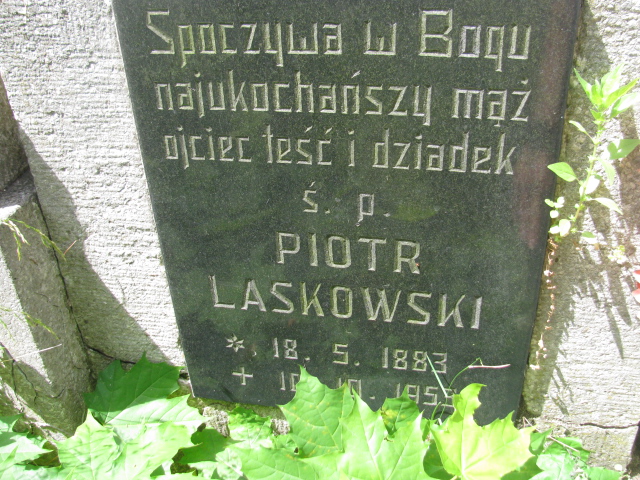 Spoczywa w Bogu
najukochańszy mąż
ojciec teść i dziadek
ś. p.
PIOTR
LASKOWSKI
* 18. 5. 1883
+ 10.